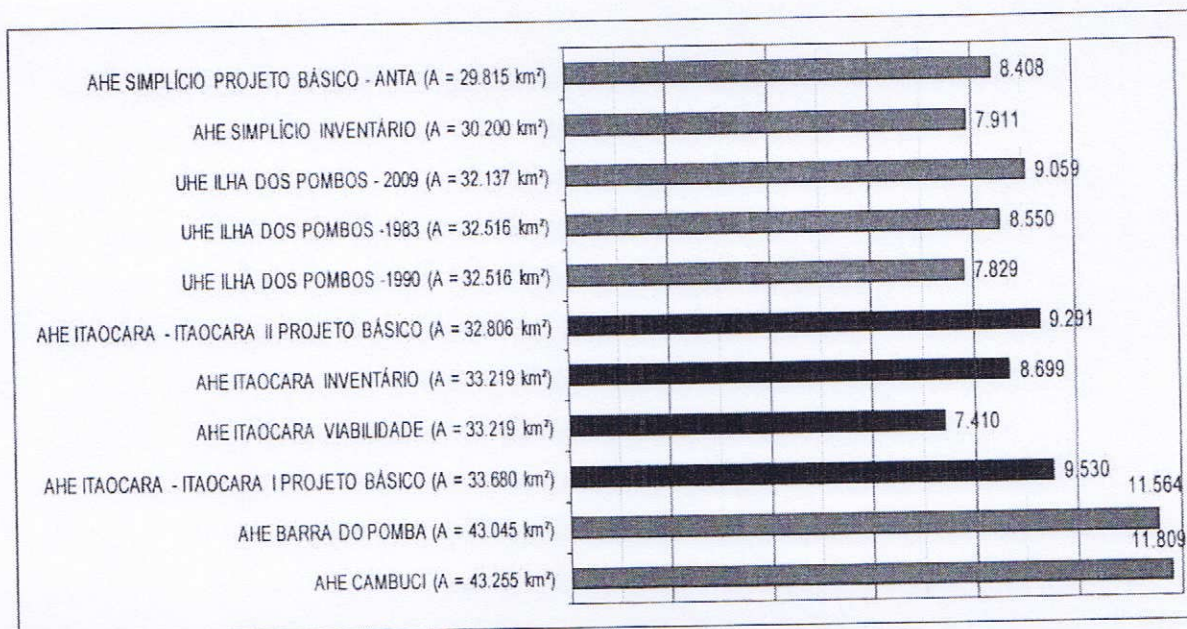 AHE SIMPLÍCIO PROJETO BÁSICO - ANTA (A = 29.815 km²) 8.408
AHE SIMPLÍCIO INVENTÁRIO (A = 30 200 km²) 7.911
UHE ILHA DOS POMBOS - 2009 (A = 32.137 km²) 9.059
UHE ILHA DOS POMBOS -1983 (A = 32.516 km²) 8.550
UHE ILHA DOS POMBOS -1990 (A = 32.516 km²) 7.829
AHE ITAOCARA - ITAOCARA II PROJETO BÁSICO (A = 32.806 km²) 9.291
AHE ITAOCARA INVENTÁRIO (A = 33.219 km²) 8.699
AHE ITAOCARA VIABILIDADE (A = 33.219 km²) 7.410
AHE ITAOCARA - ITAOCARA I PROJETO BÁSICO (A = 33.680 km²) 9.530
AHE BARRA DO POMBA (A = 43.045 km²) 11.564
AHE CAMBUCI (A = 43.255 km²) 11.809